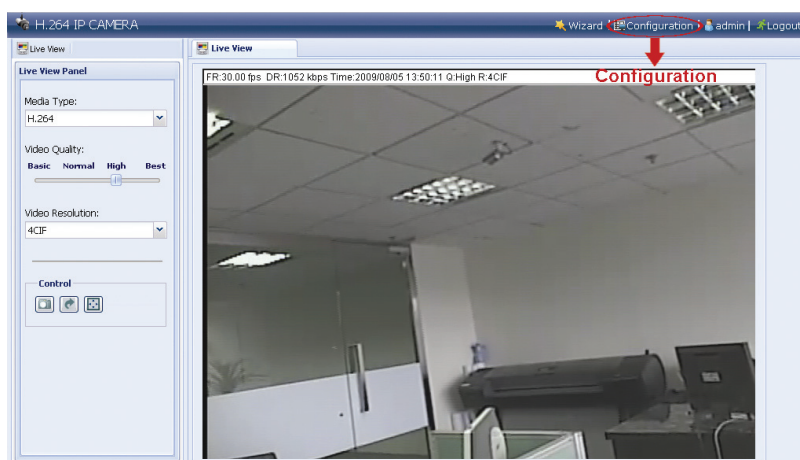 H.264 IP CAMERA
Wizard | Configuration | admin | Logout
Live View
Live View
Live View Panel
FR:30.00 fps DR:1052 kbps Time:2009/08/05 13:50:11 Q:High R:4CIF
Configuration
Media Type:
H.264
Video Quality:
Basic Normal High Best
Video Resolution:
4CIF
Control